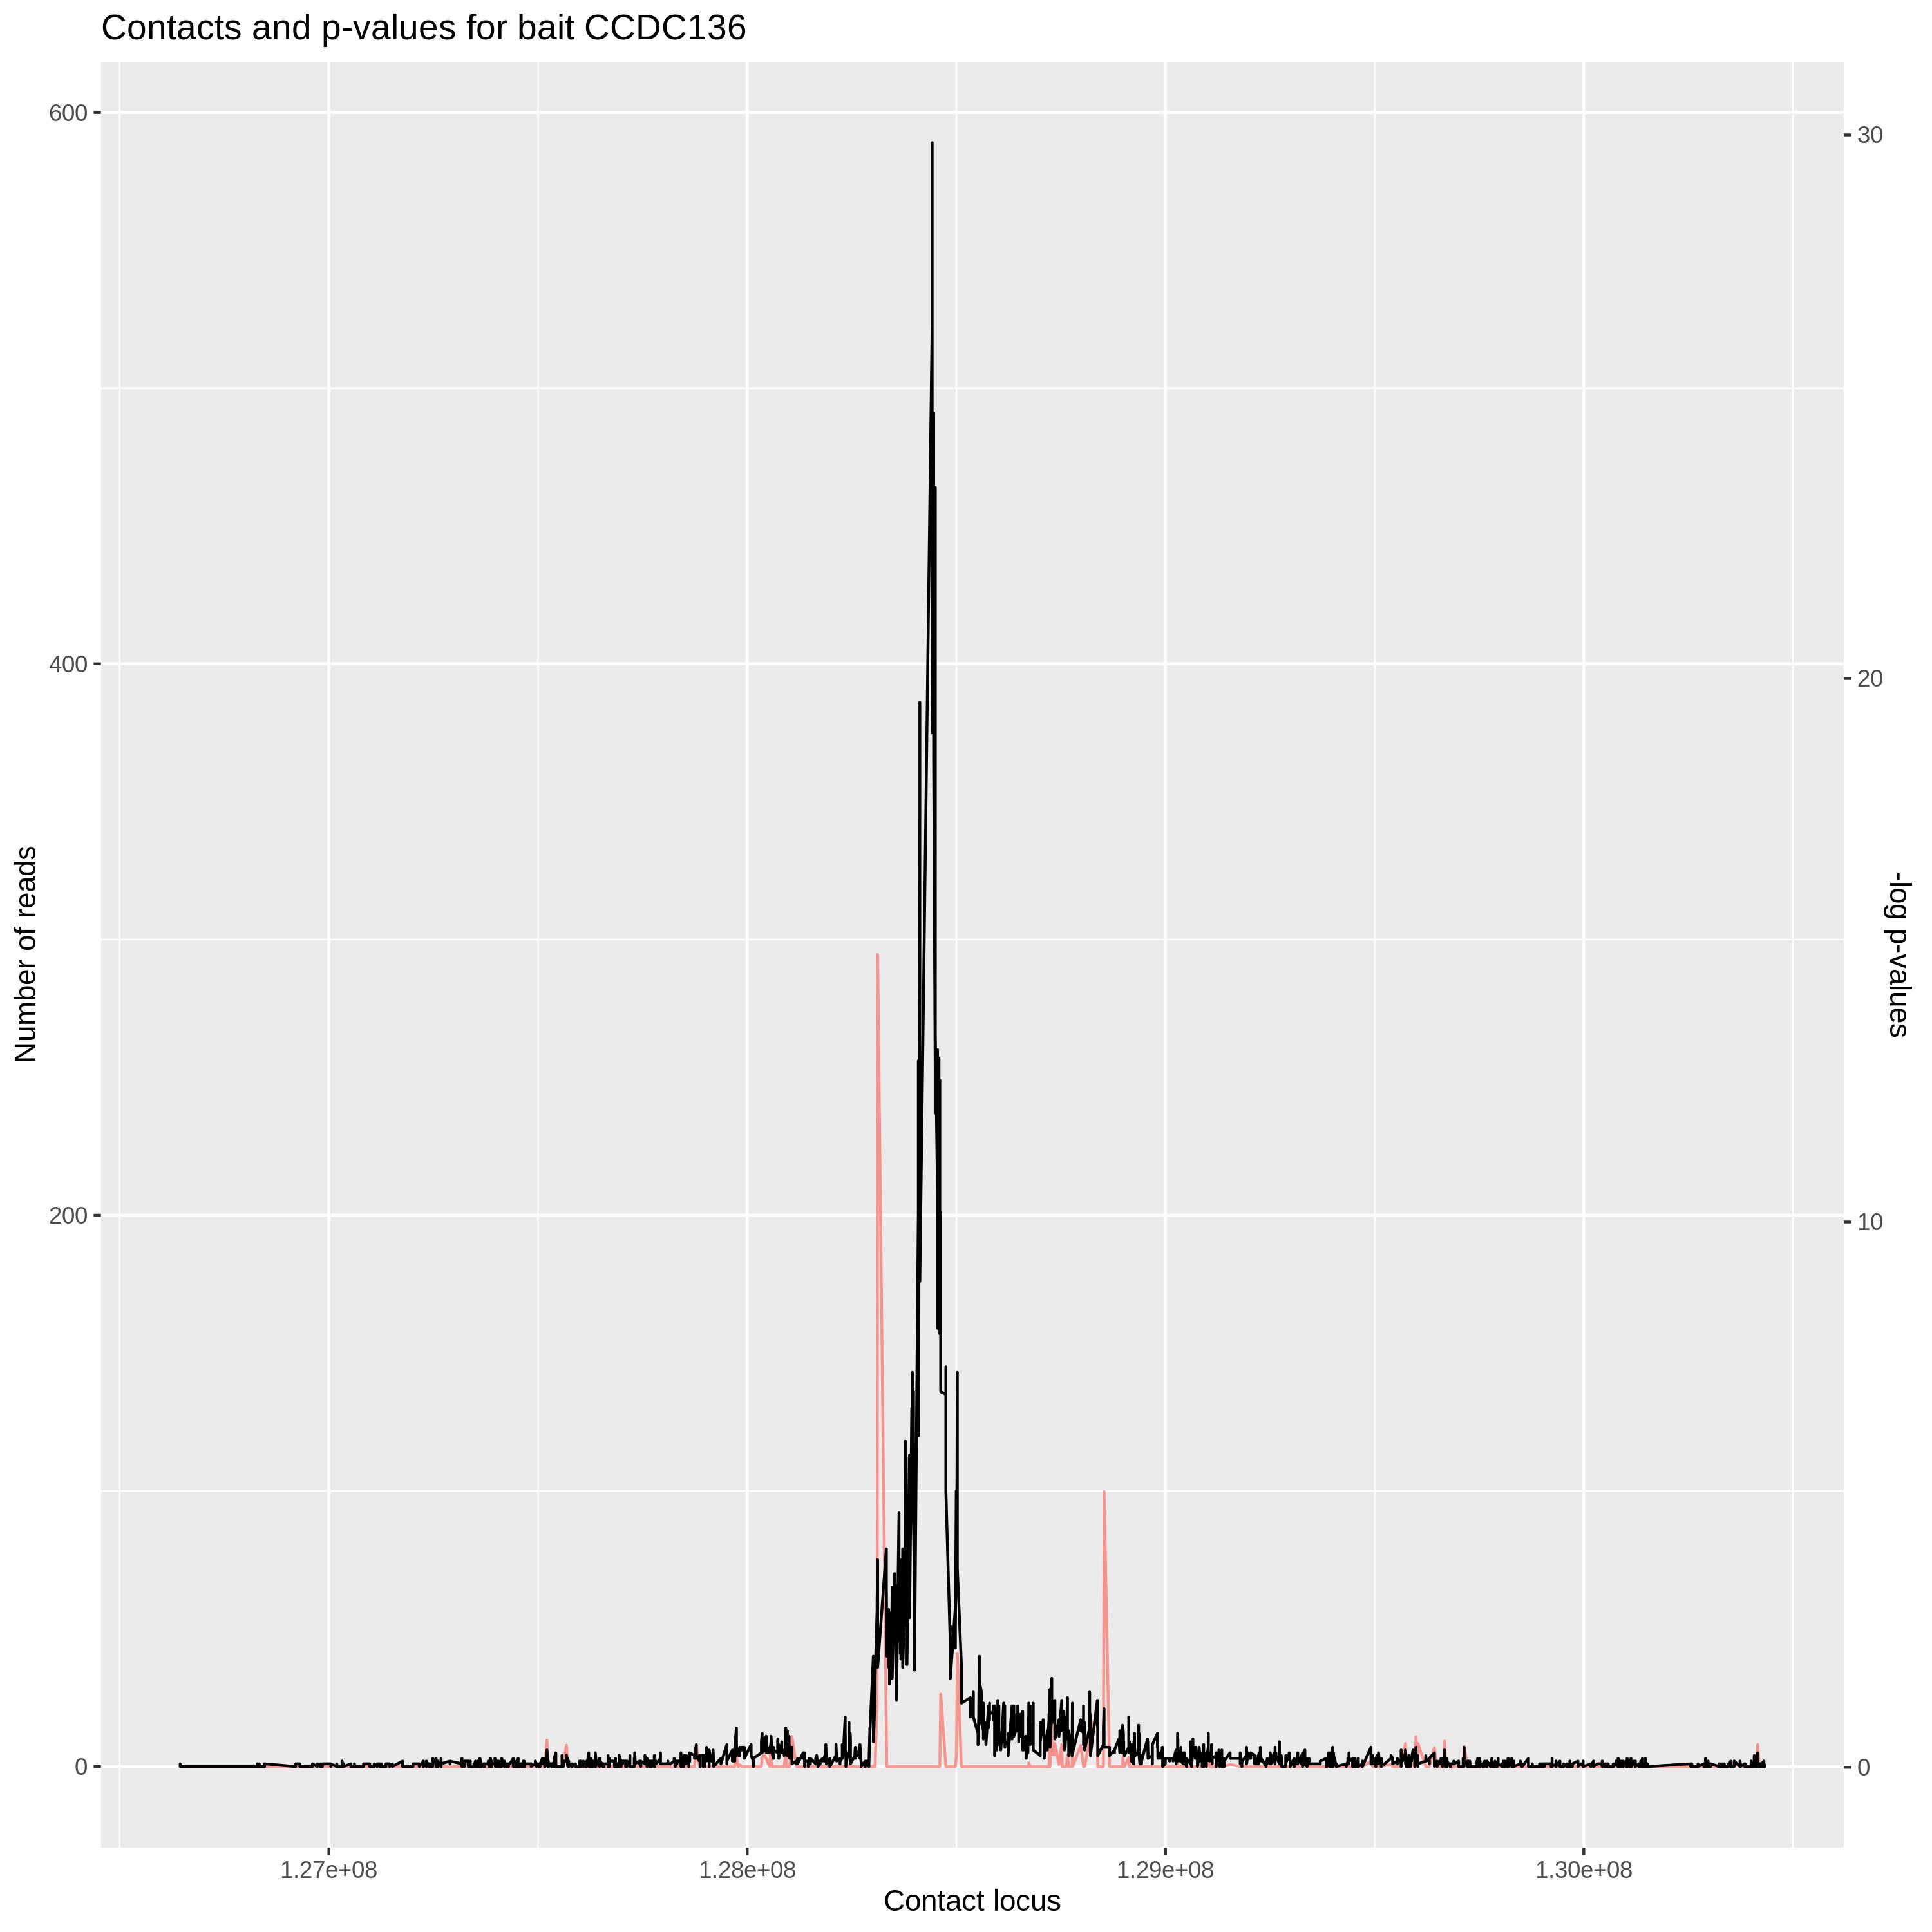 Contacts and p-values for bait CCDC136
600
400
200
0
30
20
10
0
Number of reads
-log p-values
1.27e+08
1.28e+08
1.29e+08
1.30e+08
Contact locus